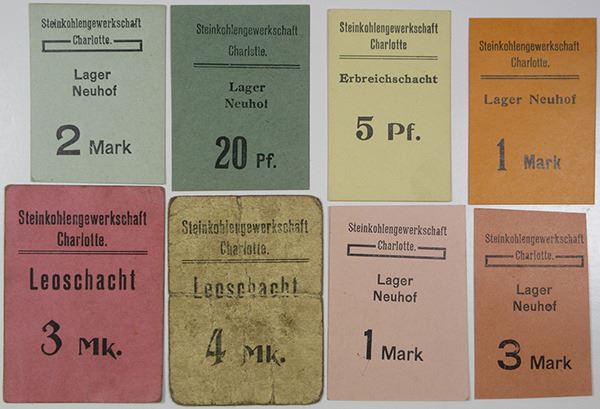 Steinkohlengewerkschaft
Charlotte.
Lager
Neuhof
2 Mark
Steinkohlengewerkschaft
Charlotte.
Lager
Neuhof
20 Pf.
Steinkohlengewerkschaft
Charlotte
Erbreichschacht
5 Pf.
Steinkohlengewerkschaft
Charlotte.
Lager Neuhof
1 Mark
Steinkohlengewerkschaft
Charlotte.
Leoschacht
3 Mk.
Steinkohlengewerkschaft
Charlotte.
Leoschacht
4 Mk.
Steinkohlengewerkschaft
Charlotte.
Lager
Neuhof
1 Mark
Steinkohlengewerkschaft
Charlotte.
Lager
Neuhof
3 Mark